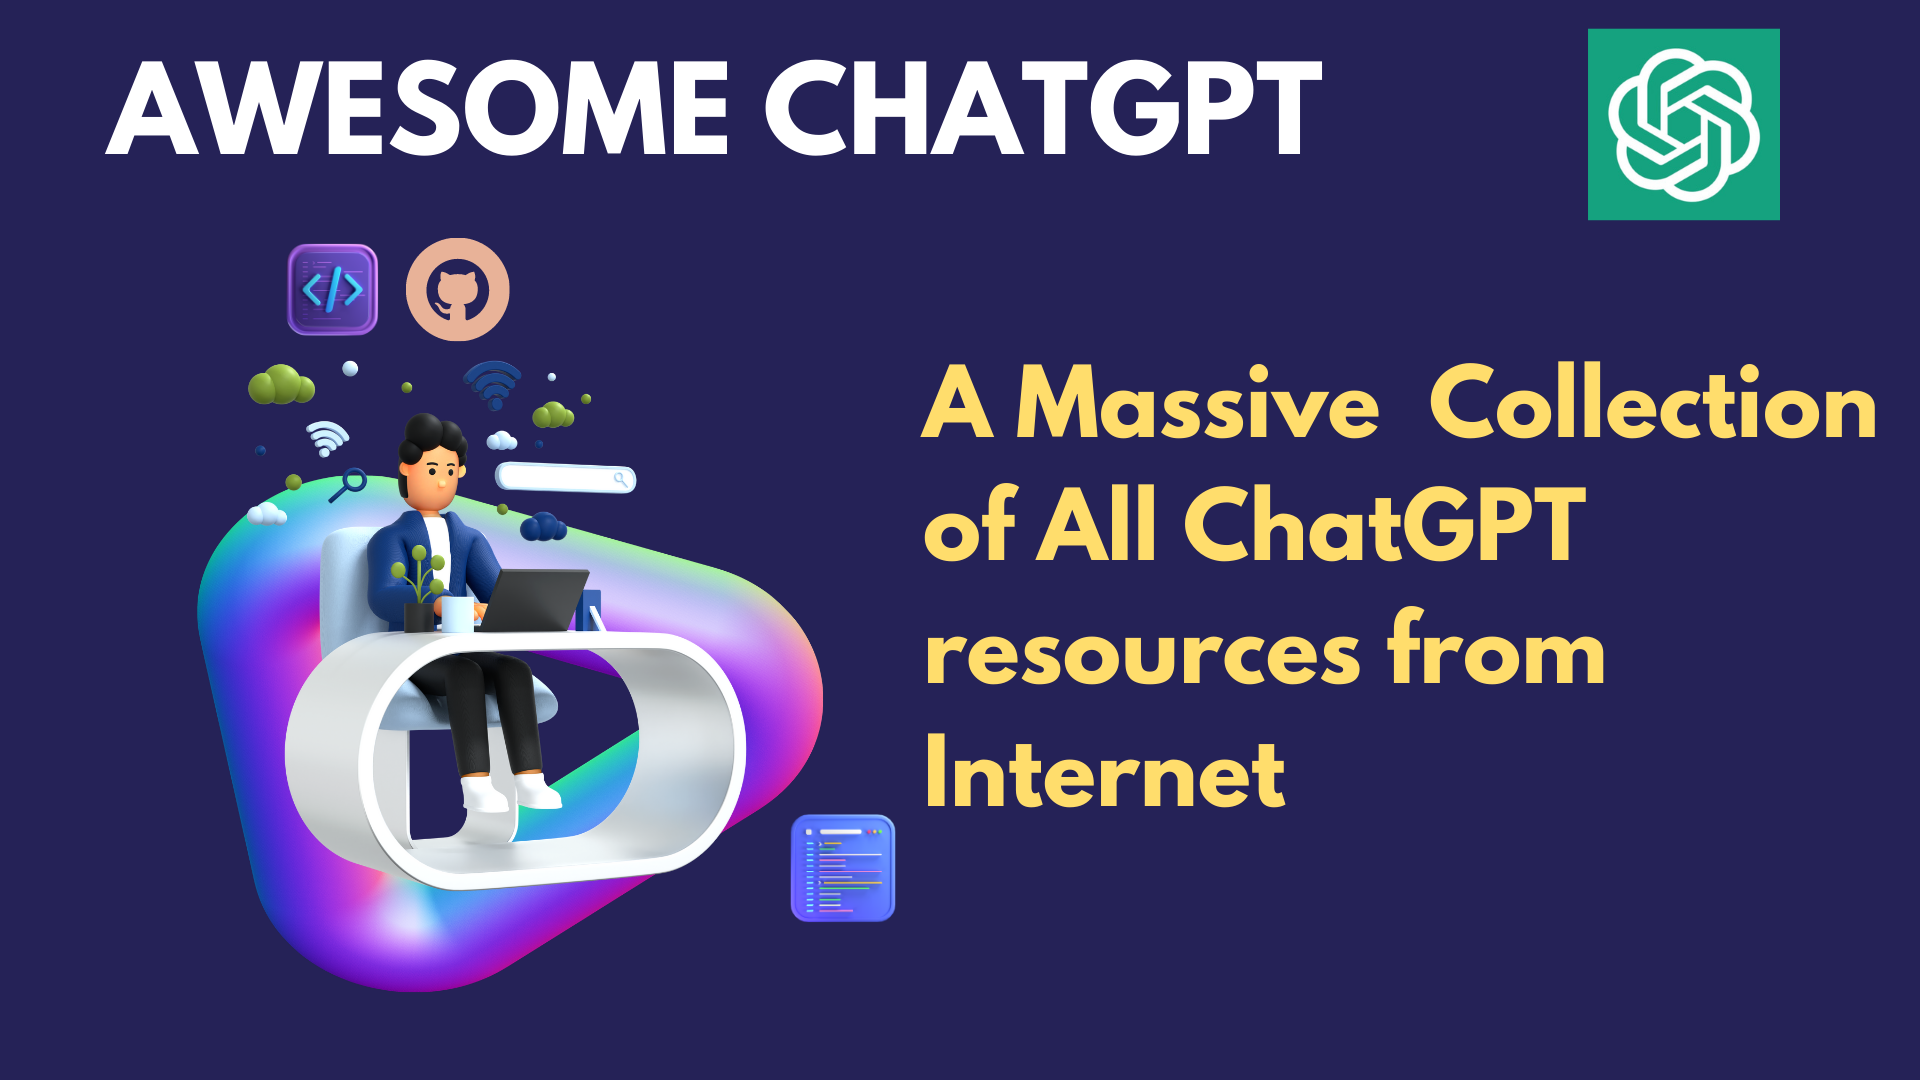 AWESOME CHATGPT
A Massive  Collection
of All ChatGPT
resources from
Internet